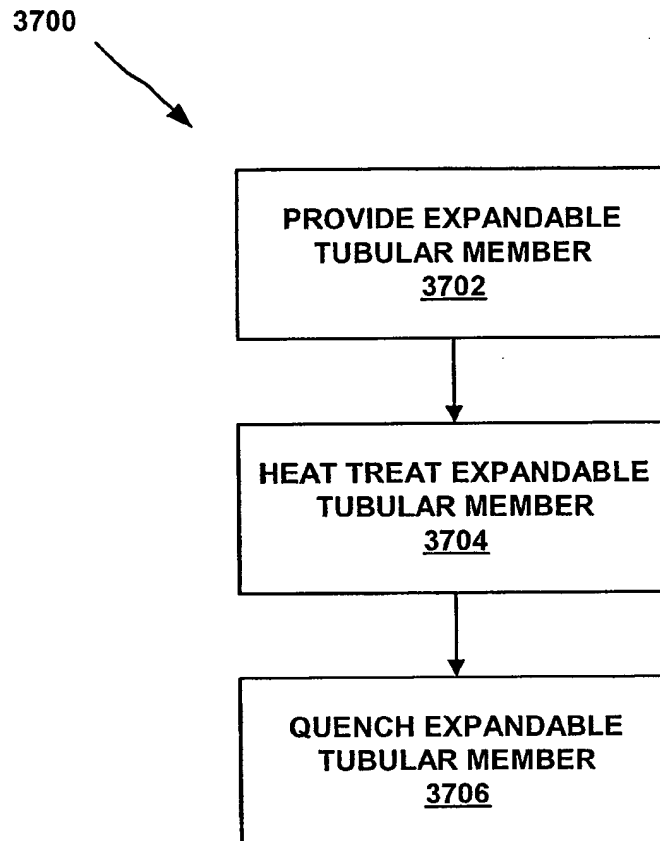 3700
PROVIDE EXPANDABLE
TUBULAR MEMBER
3702
HEAT TREAT EXPANDABLE
TUBULAR MEMBER
3704
QUENCH EXPANDABLE
TUBULAR MEMBER
3706